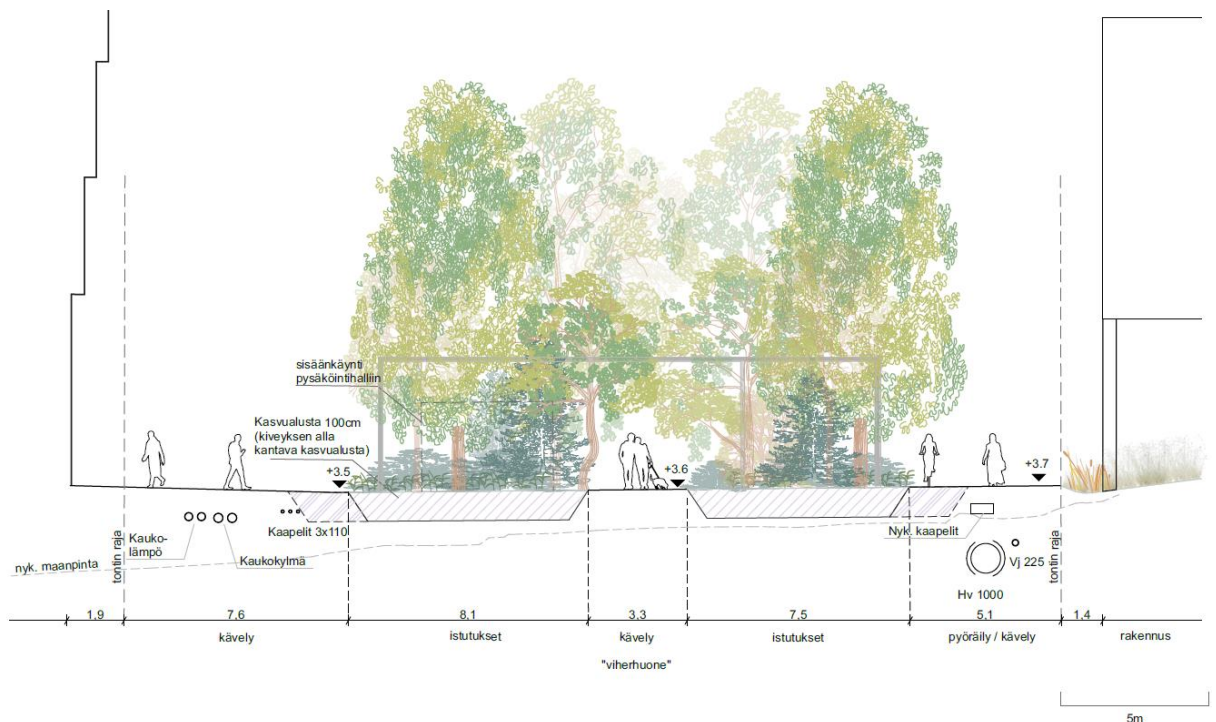 sisäänkäynti
pysäköintihalliin
Kasvualusta 100cm
(kiveyksen alla
kantava kasvualusta)
+3.5
+3.6
+3.7
Kaapelit 3x110
Kauko-
lämpö
Kaukokylmä
Nyk. kaapelit
Vj 225
Hv 1000
nyk. maanpinta
tontin raja
tontin raja
1.9
7.6
8.1
3.3
7.5
5.1
1.4
kävely
istutukset
kävely
istutukset
pyöräily / kävely
rakennus
"viherhuone"
5m